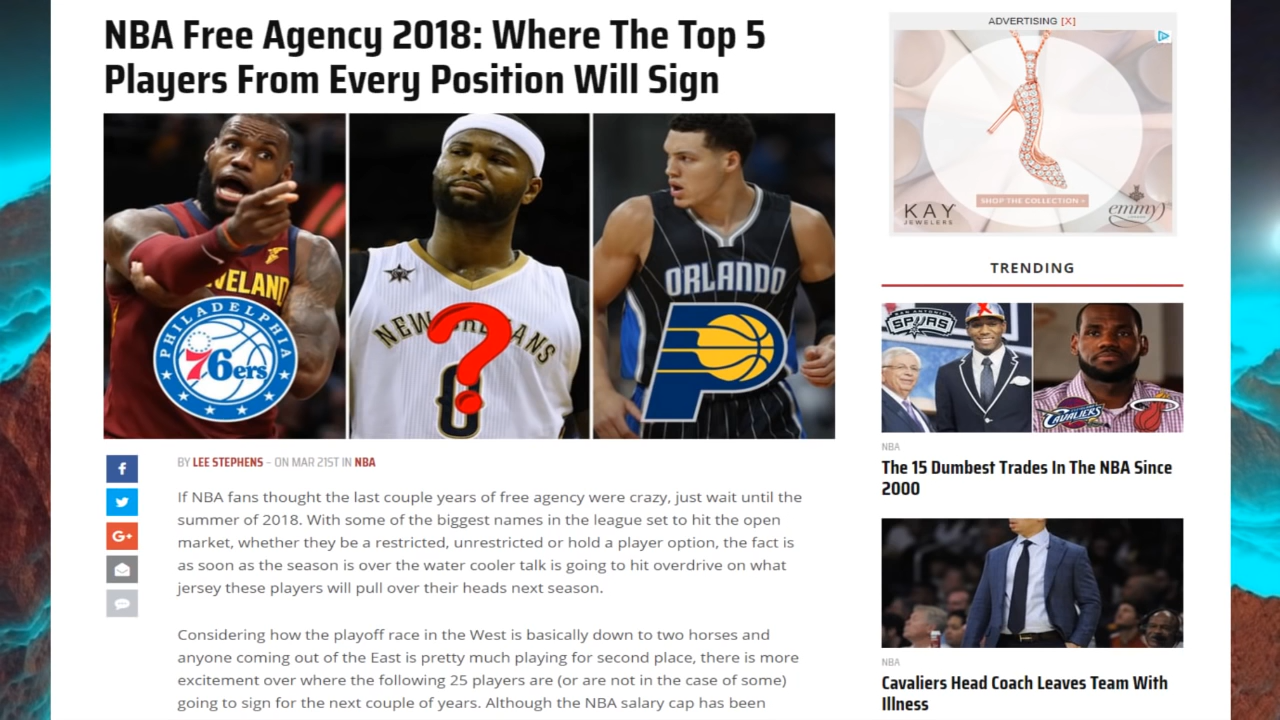 NBA Free Agency 2018: Where The Top 5
Players From Every Position Will Sign
VELAND
PHILADELPHIA
76ers
NEW ORLEANS
0
ORLANDO
BY LEE STEPHENS - ON MAR 21ST IN NBA
If NBA fans thought the last couple years of free agency were crazy, just wait until the
summer of 2018. With some of the biggest names in the league set to hit the open
market, whether they be a restricted, unrestricted or hold a player option, the fact is
as soon as the season is over the water cooler talk is going to hit overdrive on what
jersey these players will pull over their heads next season.
Considering how the playoff race in the West is basically down to two horses and
anyone coming out of the East is pretty much playing for second place, there is more
excitement over where the following 25 players are (or are not in the case of some)
going to sign for the next couple of years. Although the NBA salary cap has been
ADVERTISING [X]
KAY
JEWELERS
SHOP THE COLLECTION >
emmy
TRENDING
SAN ANTONIO
SPURS
CAVALIERS
NBA
The 15 Dumbest Trades In The NBA Since
2000
NBA
Cavaliers Head Coach Leaves Team With
Illness